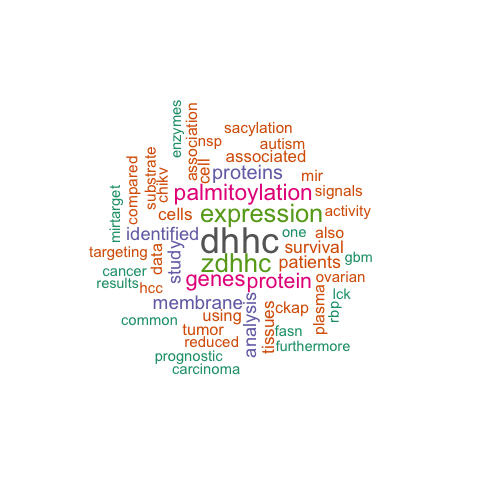 enzymes
association
nsp
sacylation
autism
associated
compared
substrate
chikv
cell
proteins
mir
mirtarget
palmitoylation
signals
cells
expression
activity
identified
dhhc
one
also
survival
targeting
data
study
zdhhc
patients
gbm
cancer
results
hcc
genes
protein
ovarian
membrane
analysis
tissues
ckap
plasma
rbp
lck
common
using
tumor
fasn
reduced
furthermore
prognostic
carcinoma